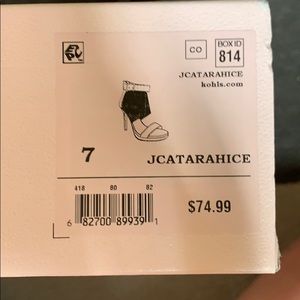 CO
BOX ID
814
JCATARAHICE
kohls.com
7 JCATARAHICE
418 80 82
6 82700 89939 1
$74.99